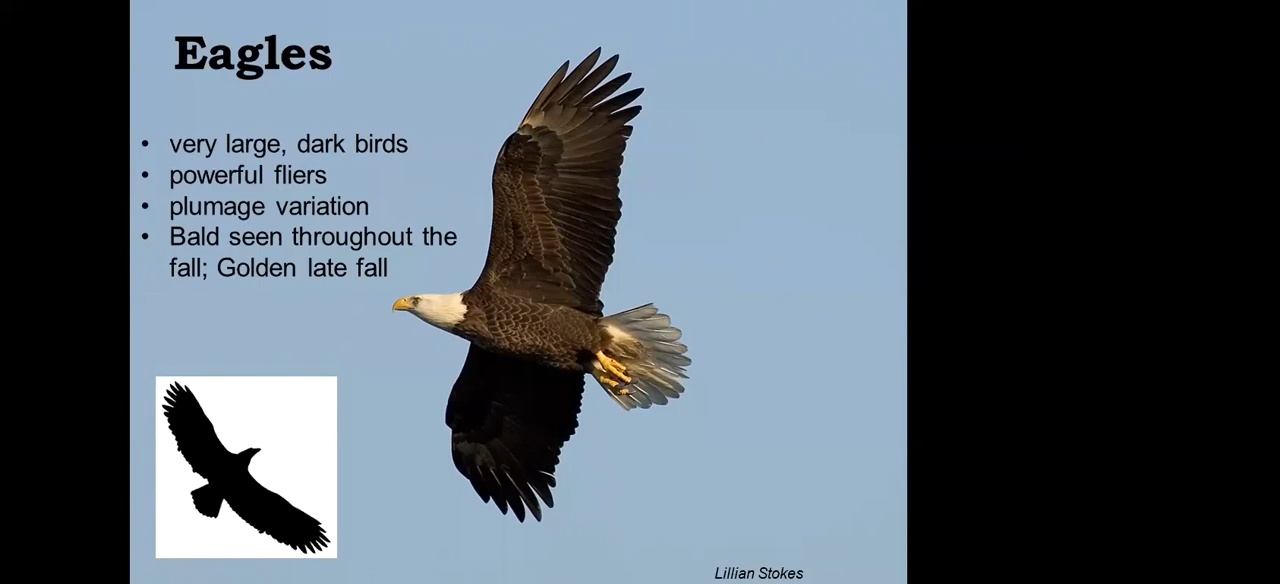 Eagles
• very large, dark birds
• powerful fliers
• plumage variation
• Bald seen throughout the
fall; Golden late fall
Lillian Stokes